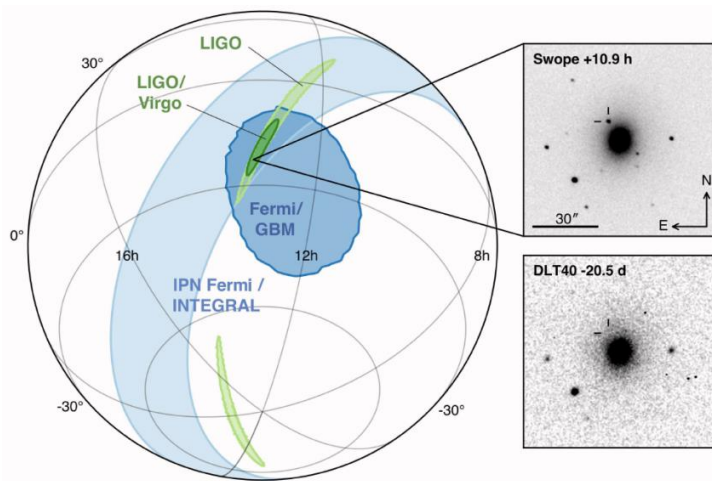 LIGO
LIGO/
Virgo
30°
Fermi/
GBM
0°
16h
12h
8h
IPN Fermi /
INTEGRAL
-30°
-30°
Swope +10.9 h
N
30″
E
DLT40 -20.5 d